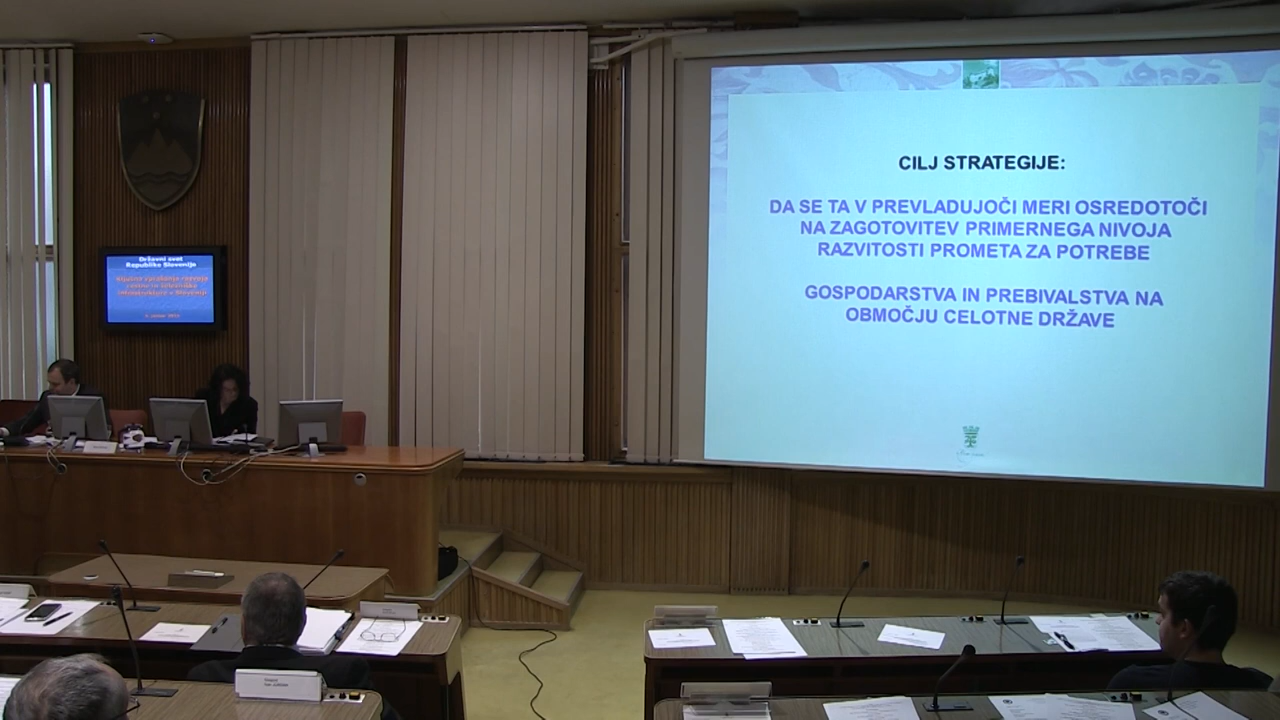 CILJ STRATEGIJE:
DA SE TA V PREVLADUJOČI MERI OSREDOTOČI
NA ZAGOTOVITEV PRIMERNEGA NIVOJA
RAZVITOSTI PROMETA ZA POTREBE
GOSPODARSTVA IN PREBIVALSTVA NA
OBMOČJU CELOTNE DRŽAVE
Državni svet
Republike Slovenije